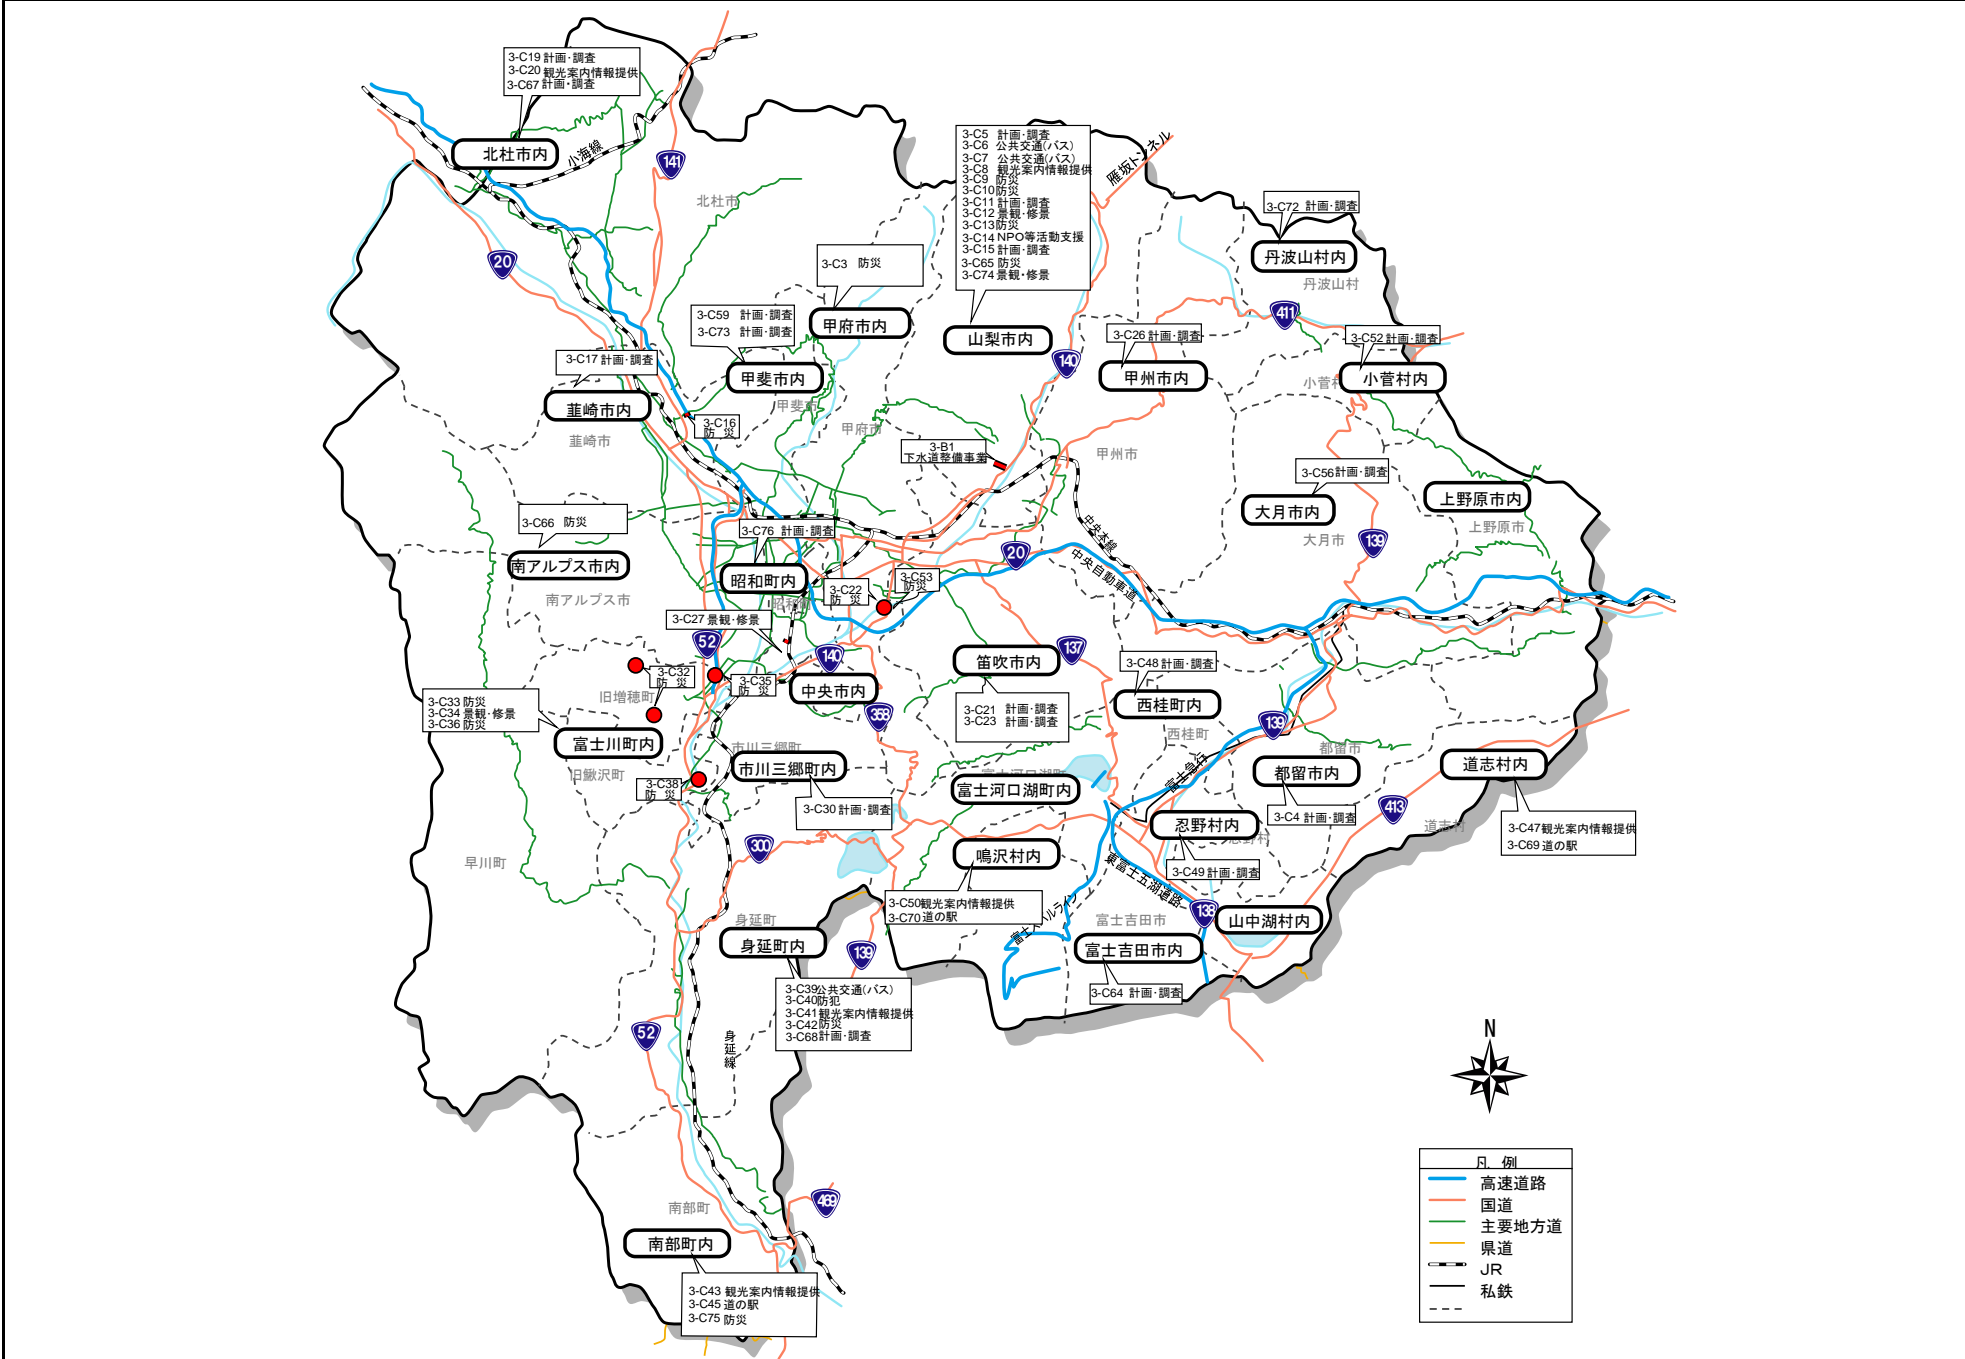 3-C19 計画・調査
3-C20 観光案内情報提供
3-C67 計画・調査
北杜市内
小海線
141
北杜市
20
3-C5 計画・調査
3-C6 公共交通(バス)
3-C7 公共交通(バス)
3-C8 観光案内情報提供
3-C9 防災
3-C10 防災
3-C11 計画・調査
3-C12 景観・修景
3-C13 防災
3-C14 NPO等活動支援
3-C15 計画・調査
3-C65 防災
3-C74 景観・修景
山梨市内
雁坂トンネル
3-C72 計画・調査
丹波山村内
丹波山村
411
3-C3 防災
甲府市内
3-C59 計画・調査
3-C73 計画・調査
甲斐市内
甲斐市
3-C17 計画・調査
韮崎市内
韮崎市
3-C16
防 災
甲府市
140
3-C26 計画・調査
甲州市内
甲州市
3-C52 計画・調査
小菅村内
小菅村
3-B1
下水道整備事業
3-C56 計画・調査
大月市内
大月市
139
上野原市内
上野原市
3-C66 防災
南アルプス市内
南アルプス市
3-C76 計画・調査
昭和町内
昭和町
3-C22
防 災
3-C53
防災
20
中央本線
中央自動車道
3-C27 景観・修景
52
140
中央市内
358
3-C32
防 災
3-C35
防 災
旧増穂町
3-C33 防災
3-C34 景観・修景
3-C36 防災
富士川町内
旧鰍沢町
3-C38
防 災
市川三郷町
市川三郷町内
3-C30 計画・調査
笛吹市内
3-C21 計画・調査
3-C23 計画・調査
137
3-C48 計画・調査
西桂町内
西桂町
139
富士急行
都留市
都留市内
3-C4 計画・調査
道志村内
道志村
3-C47 観光案内情報提供
3-C69 道の駅
413
富士河口湖町
富士河口湖町内
忍野村内
忍野村
3-C49 計画・調査
鳴沢村内
3-C50 観光案内情報提供
3-C70 道の駅
東富士五湖道路
富士スバルライン
138
山中湖村内
富士吉田市
富士吉田市内
3-C64 計画・調査
300
早川町
身延町
身延町内
139
3-C39 公共交通(バス)
3-C40 防犯
3-C41 観光案内情報提供
3-C42 防災
3-C68 計画・調査
52
身延線
469
南部町
南部町内
3-C43 観光案内情報提供
3-C45 道の駅
3-C75 防災
N
凡 例
高速道路
国道
主要地方道
県道
JR
私鉄